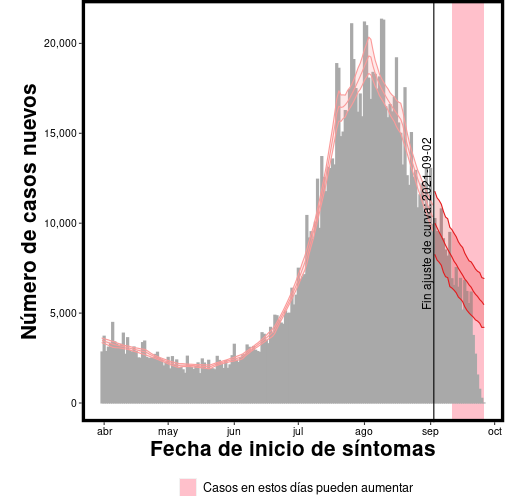 Número de casos nuevos
20,000
15,000
10,000
5,000
0
Fin ajuste de curva: 2021-09-02
abr may jun jul ago sep oct
Fecha de inicio de síntomas
Casos en estos días pueden aumentar